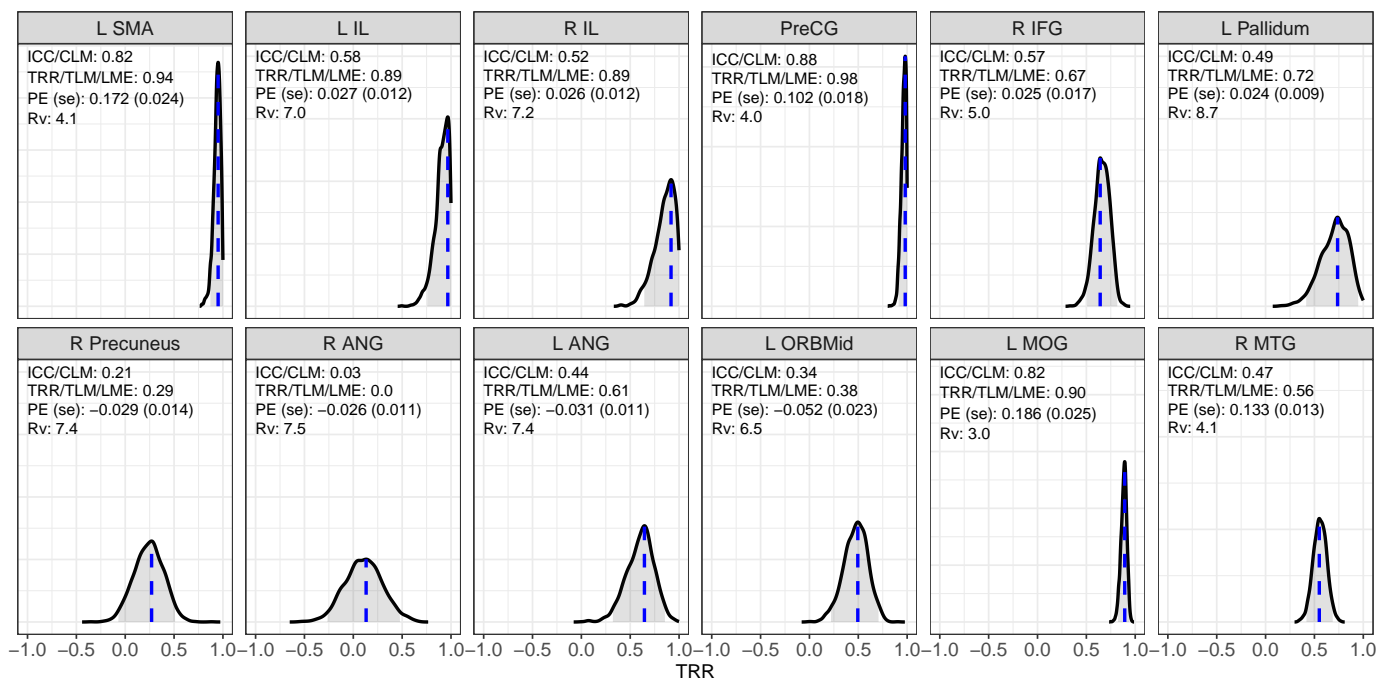 L SMA
ICC/CLM: 0.82
TRR/TLM/LME: 0.94
PE (se): 0.172 (0.024)
Rv: 4.1
L IL
ICC/CLM: 0.58
TRR/TLM/LME: 0.89
PE (se): 0.027 (0.012)
Rv: 7.0
R IL
ICC/CLM: 0.52
TRR/TLM/LME: 0.89
PE (se): 0.026 (0.012)
Rv: 7.2
PreCG
ICC/CLM: 0.88
TRR/TLM/LME: 0.98
PE (se): 0.102 (0.018)
Rv: 4.0
R IFG
ICC/CLM: 0.57
TRR/TLM/LME: 0.67
PE (se): 0.025 (0.017)
Rv: 5.0
L Pallidum
ICC/CLM: 0.49
TRR/TLM/LME: 0.72
PE (se): 0.024 (0.009)
Rv: 8.7
R Precuneus
ICC/CLM: 0.21
TRR/TLM/LME: 0.29
PE (se): −0.029 (0.014)
Rv: 7.4
R ANG
ICC/CLM: 0.03
TRR/TLM/LME: 0.0
PE (se): −0.026 (0.011)
Rv: 7.5
L ANG
ICC/CLM: 0.44
TRR/TLM/LME: 0.61
PE (se): −0.031 (0.011)
Rv: 7.4
L ORBMid
ICC/CLM: 0.34
TRR/TLM/LME: 0.38
PE (se): −0.052 (0.023)
Rv: 6.5
L MOG
ICC/CLM: 0.82
TRR/TLM/LME: 0.90
PE (se): 0.186 (0.025)
Rv: 3.0
R MTG
ICC/CLM: 0.47
TRR/TLM/LME: 0.56
PE (se): 0.133 (0.013)
Rv: 4.1
−1.0 −0.5 0.0 0.5 1.0 −1.0 −0.5 0.0 0.5 1.0 −1.0 −0.5 0.0 0.5 1.0 −1.0 −0.5 0.0 0.5 1.0 −1.0 −0.5 0.0 0.5 1.0 −1.0 −0.5 0.0 0.5 1.0
TRR